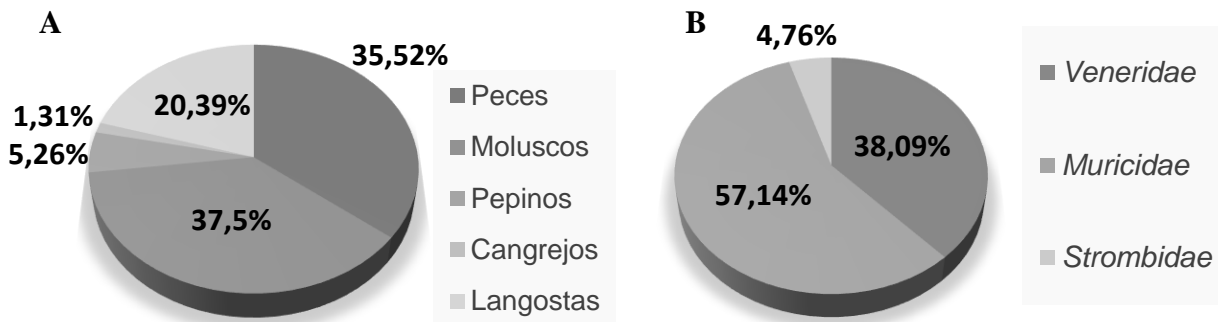 A
35,52%
20,39%
1,31%
5,26%
37,5%
Peces
Moluscos
Pepinos
Cangrejos
Langostas
B
4,76%
38,09%
57,14%
Veneridae
Muricidae
Strombidae